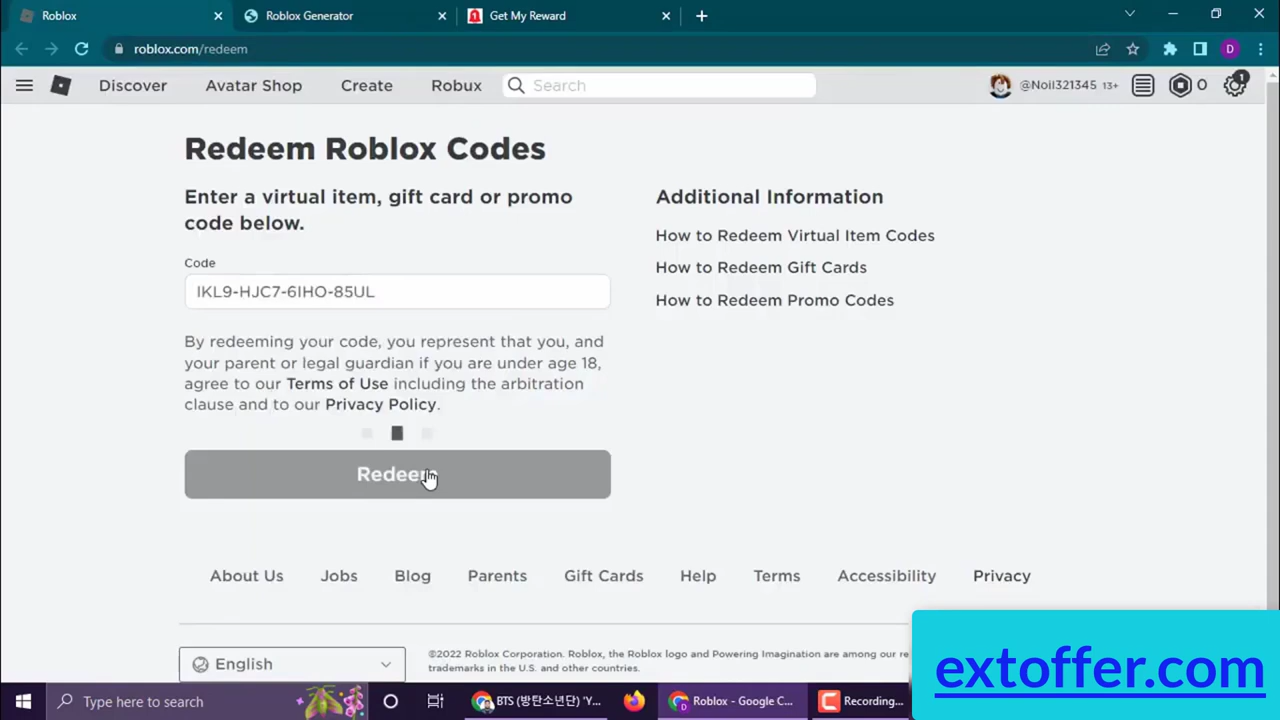 Roblox
Roblox Generator
Get My Reward
roblox.com/redeem
D
Discover
Avatar Shop
Create
Robux
Search
@Noil321345 13+
0
1
Redeem Roblox Codes
Enter a virtual item, gift card or promo
code below.
Code
IKL9-HJC7-6IHO-85UL
By redeeming your code, you represent that you, and
your parent or legal guardian if you are under age 18,
agree to our Terms of Use including the arbitration
clause and to our Privacy Policy.
Redeem
Additional Information
How to Redeem Virtual Item Codes
How to Redeem Gift Cards
How to Redeem Promo Codes
About Us
Jobs
Blog
Parents
Gift Cards
Help
Terms
Accessibility
Privacy
English
©2022 Roblox Corporation. Roblox, the Roblox logo and Powering Imagination are among our re
trademarks in the U.S. and other countries.
extoffer.com
Type here to search
BTS (방탄소년단) 'Y...
Roblox - Google C...
Recording...